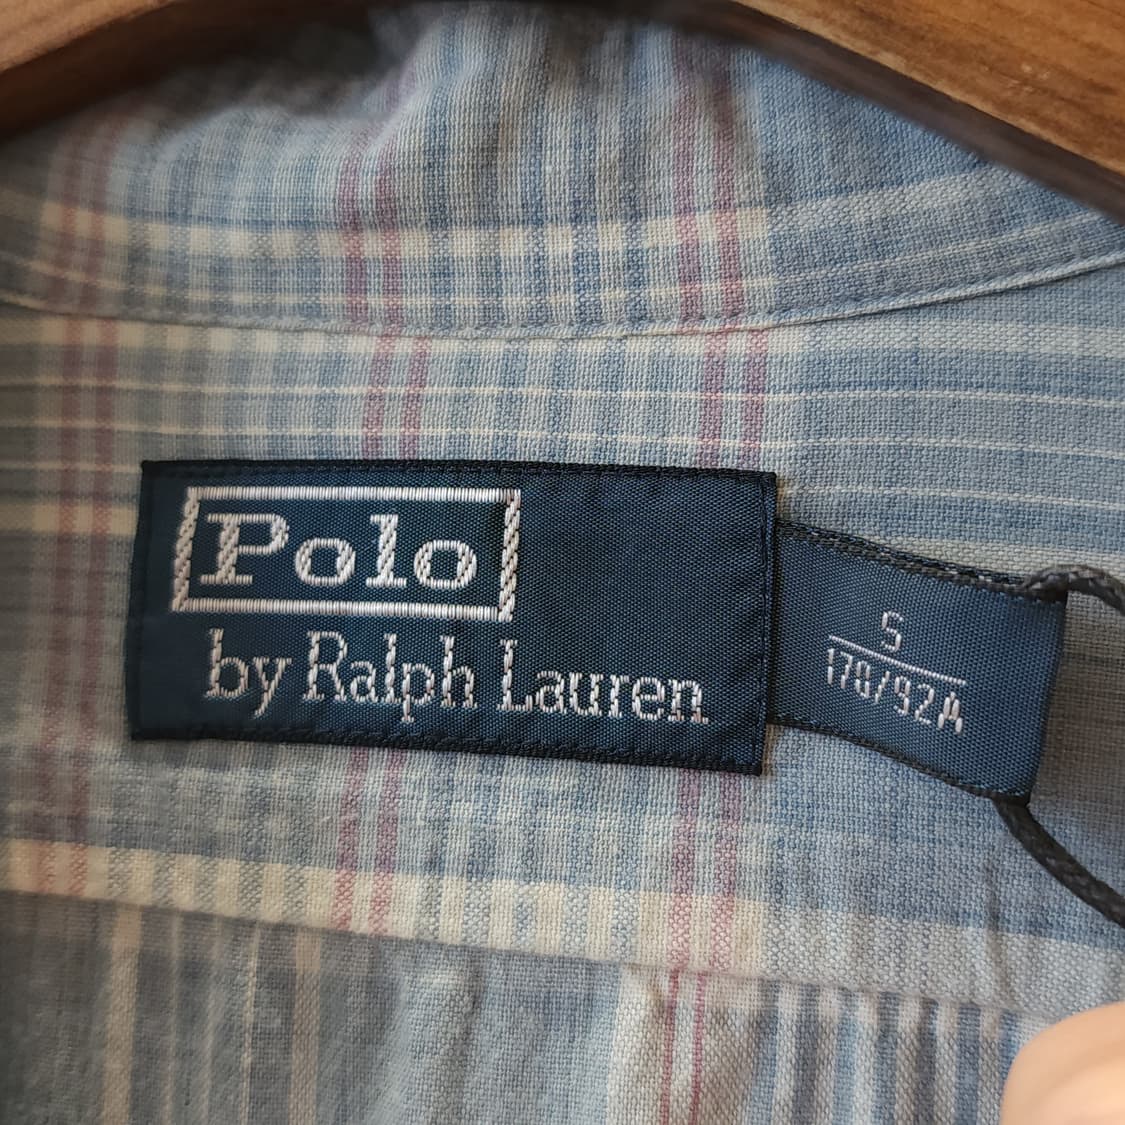 Polo
by Ralph Lauren
S
170/92A